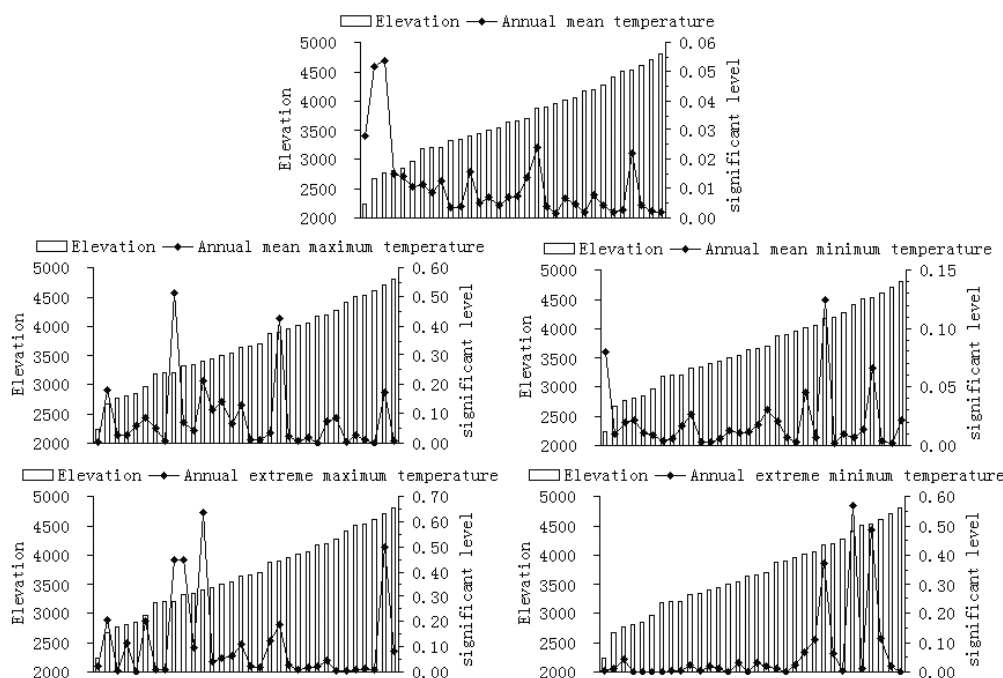 Elevation Annual mean temperature
5000 0.06
4500 0.05
4000 0.04
3500 0.03
3000 0.02
2500 0.01
2000 0.00
Elevation
significant level
Elevation Annual mean maximum temperature
5000 0.60
4500 0.50
4000 0.40
3500 0.30
3000 0.20
2500 0.10
2000 0.00
Elevation
significant level
Elevation Annual mean minimum temperature
5000 0.15
4500
4000 0.10
3500
3000 0.05
2500
2000 0.00
Elevation
significant level
Elevation Annual extreme maximum temperature
5000 0.70
4500 0.60
4000 0.50
3500 0.40
3000 0.30
2500 0.20
2000 0.10
0.00
Elevation
significant level
Elevation Annual extreme minimum temperature
5000 0.60
4500 0.50
4000 0.40
3500 0.30
3000 0.20
2500 0.10
2000 0.00
Elevation
significant level